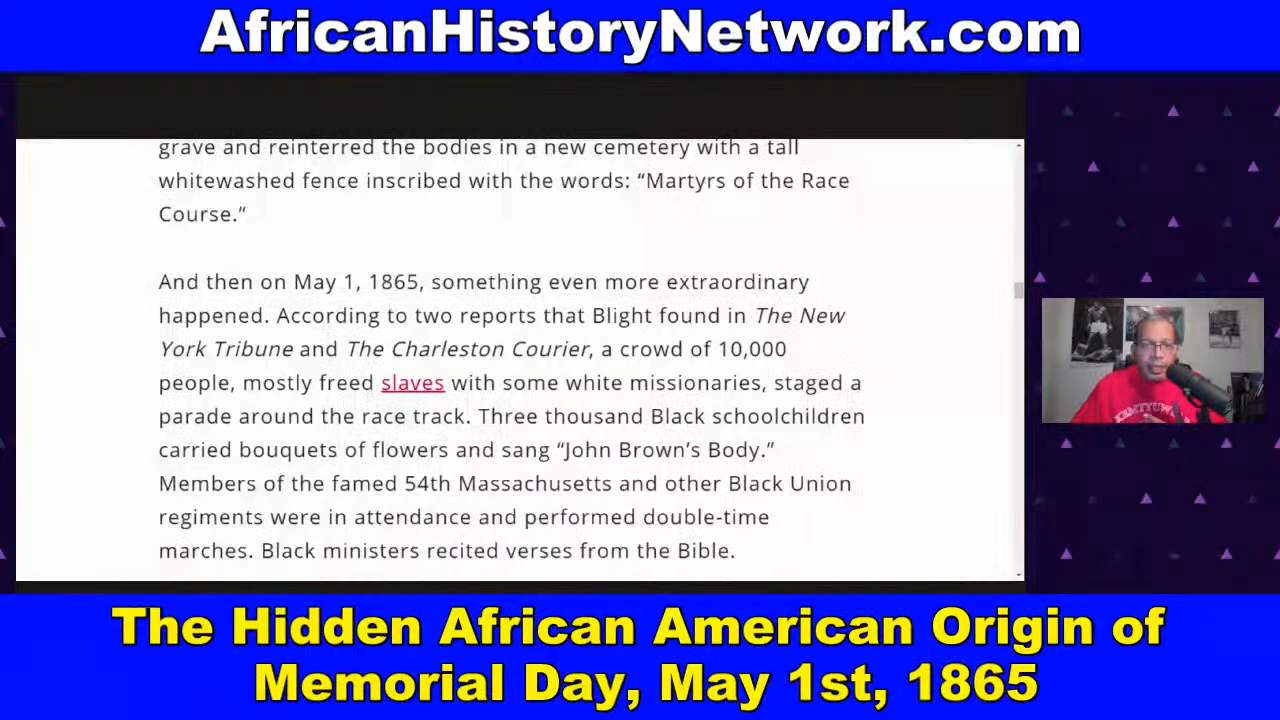 AfricanHistoryNetwork.com
grave and reinterred the bodies in a new cemetery with a tall
whitewashed fence inscribed with the words: “Martyrs of the Race
Course.”
And then on May 1, 1865, something even more extraordinary
happened. According to two reports that Blight found in The New
York Tribune and The Charleston Courier, a crowd of 10,000
people, mostly freed slaves with some white missionaries, staged a
parade around the race track. Three thousand Black schoolchildren
carried bouquets of flowers and sang “John Brown’s Body.”
Members of the famed 54th Massachusetts and other Black Union
regiments were in attendance and performed double-time
marches. Black ministers recited verses from the Bible.
The Hidden African American Origin of
Memorial Day, May 1st, 1865